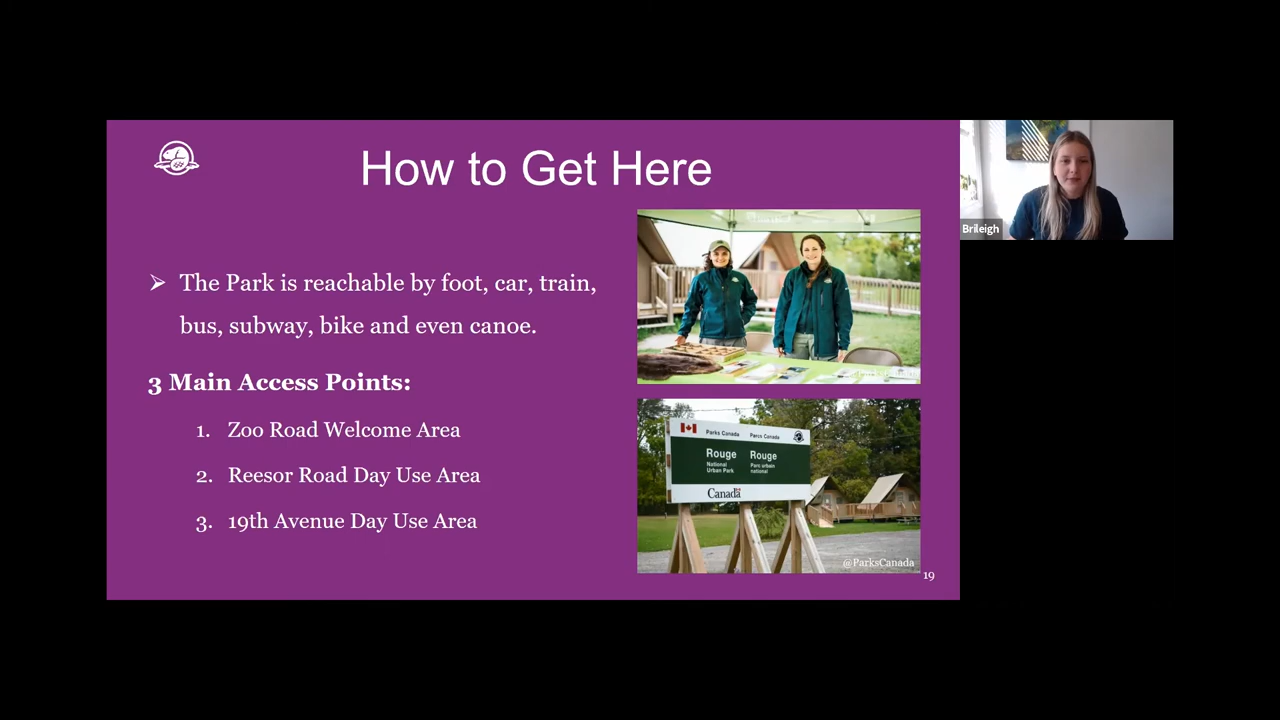 How to Get Here
➢ The Park is reachable by foot, car, train,
bus, subway, bike and even canoe.
3 Main Access Points:
1. Zoo Road Welcome Area
2. Reesor Road Day Use Area
3. 19th Avenue Day Use Area
Parks Canada Parcs Canada
Rouge Rouge
National Parc urbain
Urban Park national
Canada
@ParksCanada
19
Brileigh